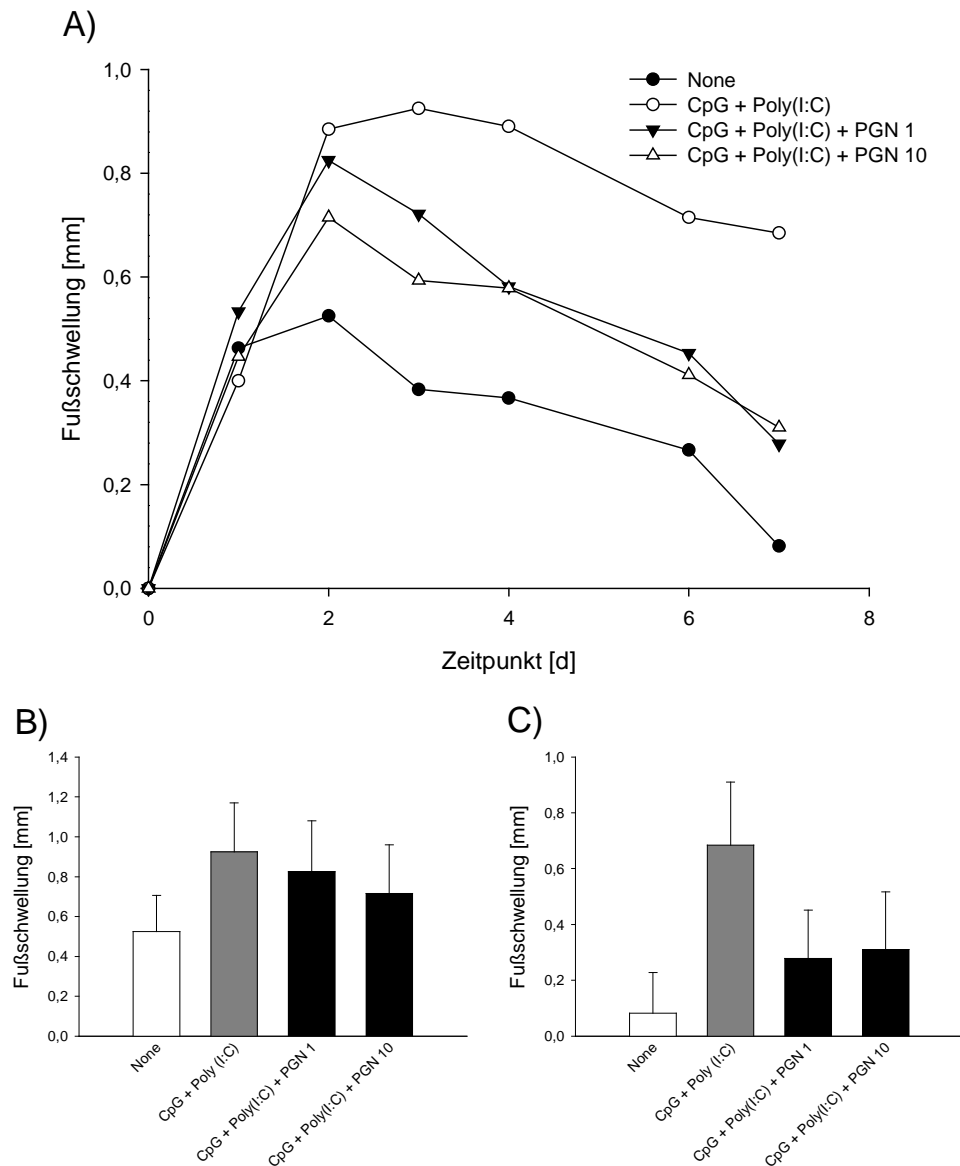 A)
1,0
0,8
0,6
0,4
0,2
0,0
Fußschwellung [mm]
0
2
4
6
8
Zeitpunkt [d]
None
CpG + Poly(I:C)
CpG + Poly(I:C) + PGN 1
CpG + Poly(I:C) + PGN 10
B)
1,4
1,2
1,0
0,8
0,6
0,4
0,2
0,0
Fußschwellung [mm]
None
CpG + Poly (I:C)
CpG + Poly(I:C) + PGN 1
CpG + Poly(I:C) + PGN 10
C)
1,0
0,8
0,6
0,4
0,2
0,0
Fußschwellung [mm]
None
CpG + Poly (I:C)
CpG + Poly(I:C) + PGN 1
CpG + Poly(I:C) + PGN 10